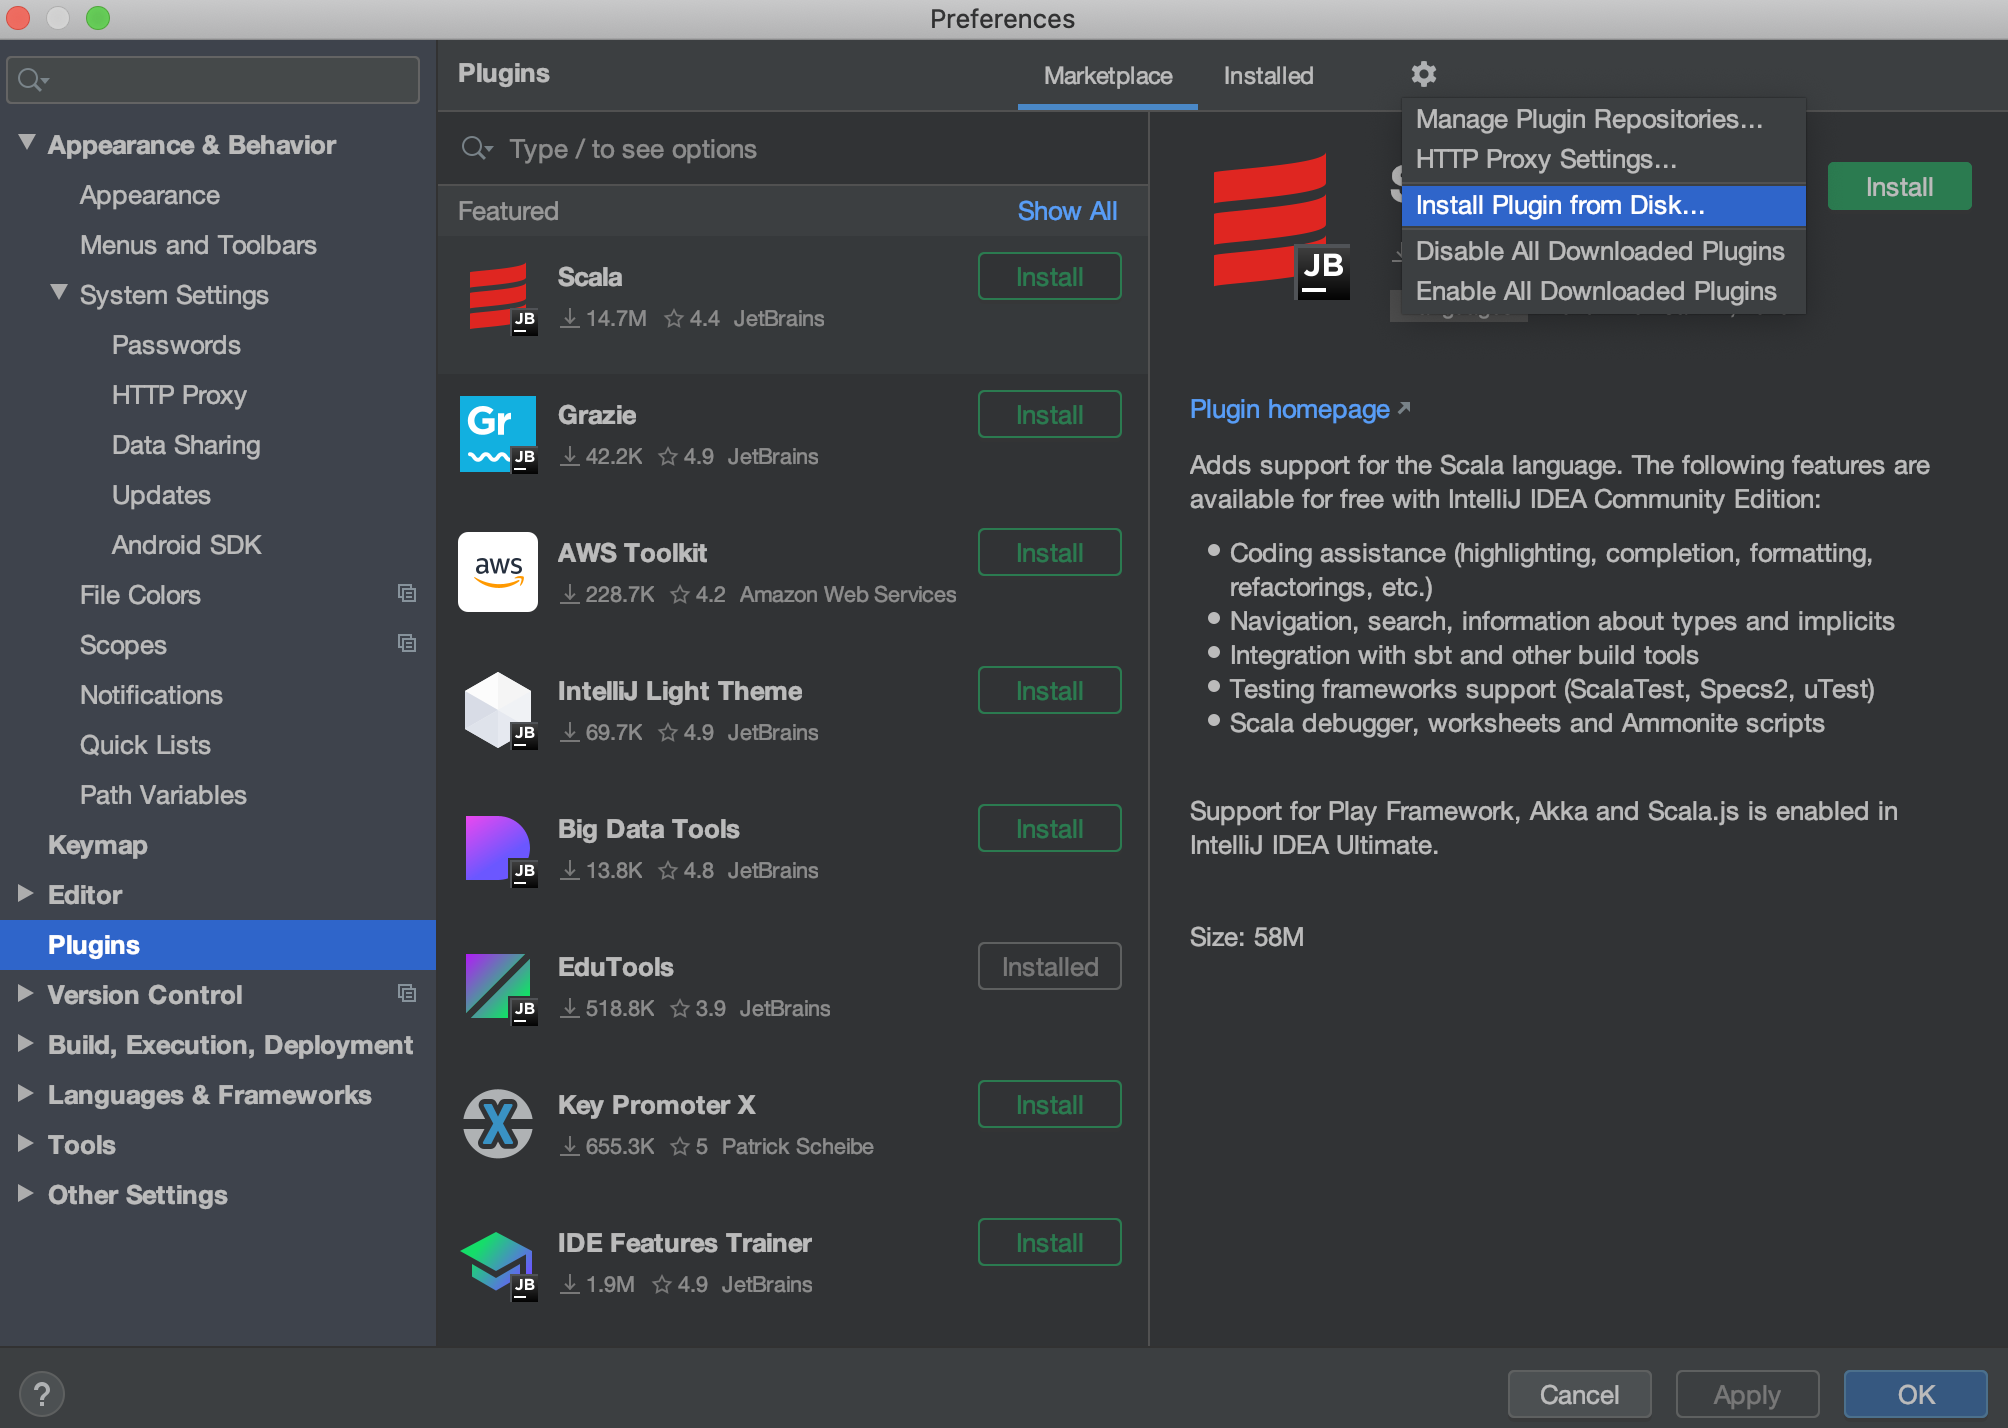 Preferences
Appearance & Behavior
Appearance
Menus and Toolbars
System Settings
Passwords
HTTP Proxy
Data Sharing
Updates
Android SDK
File Colors
Scopes
Notifications
Quick Lists
Path Variables
Keymap
Editor
Plugins
Version Control
Build, Execution, Deployment
Languages & Frameworks
Tools
Other Settings
Plugins
Marketplace
Installed
Type / to see options
Featured
Show All
Scala
Install
14.7M 4.4 JetBrains
JB
Gr
Grazie
Install
42.2K 4.9 JetBrains
JB
aws
AWS Toolkit
Install
228.7K 4.2 Amazon Web Services
IntelliJ Light Theme
Install
69.7K 4.9 JetBrains
JB
Big Data Tools
Install
13.8K 4.8 JetBrains
JB
EduTools
Installed
518.8K 3.9 JetBrains
JB
Key Promoter X
Install
655.3K 5 Patrick Scheibe
X
IDE Features Trainer
Install
1.9M 4.9 JetBrains
JB
Manage Plugin Repositories...
HTTP Proxy Settings...
Install Plugin from Disk...
Disable All Downloaded Plugins
Enable All Downloaded Plugins
JB
Install
Plugin homepage
Adds support for the Scala language. The following features are
available for free with IntelliJ IDEA Community Edition:
Coding assistance (highlighting, completion, formatting,
refactorings, etc.)
Navigation, search, information about types and implicits
Integration with sbt and other build tools
Testing frameworks support (ScalaTest, Specs2, uTest)
Scala debugger, worksheets and Ammonite scripts
Support for Play Framework, Akka and Scala.js is enabled in
IntelliJ IDEA Ultimate.
Size: 58M
?
Cancel
Apply
OK